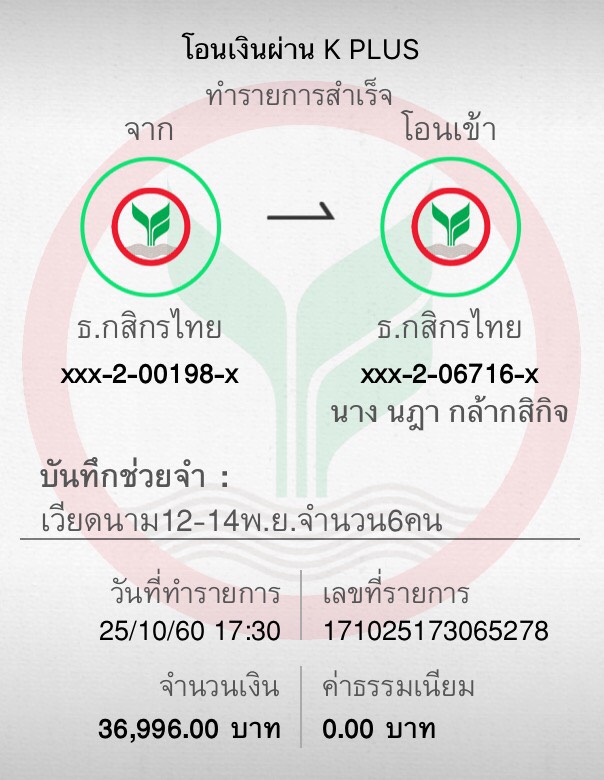 โอนเงินผ่าน K PLUS
ทำรายการสำเร็จ
จาก
โอนเข้า
ธ.กสิกรไทย
ธ.กสิกรไทย
xxx-2-00198-x
xxx-2-06716-x
นาง นฎา กล้ากสิกิจ
บันทึกช่วยจำ :
เวียดนาม12-14พ.ย.จำนวน6คน
วันที่ทำรายการ
เลขที่รายการ
25/10/60 17:30
171025173065278
จำนวนเงิน
ค่าธรรมเนียม
36,996.00 บาท
0.00 บาท